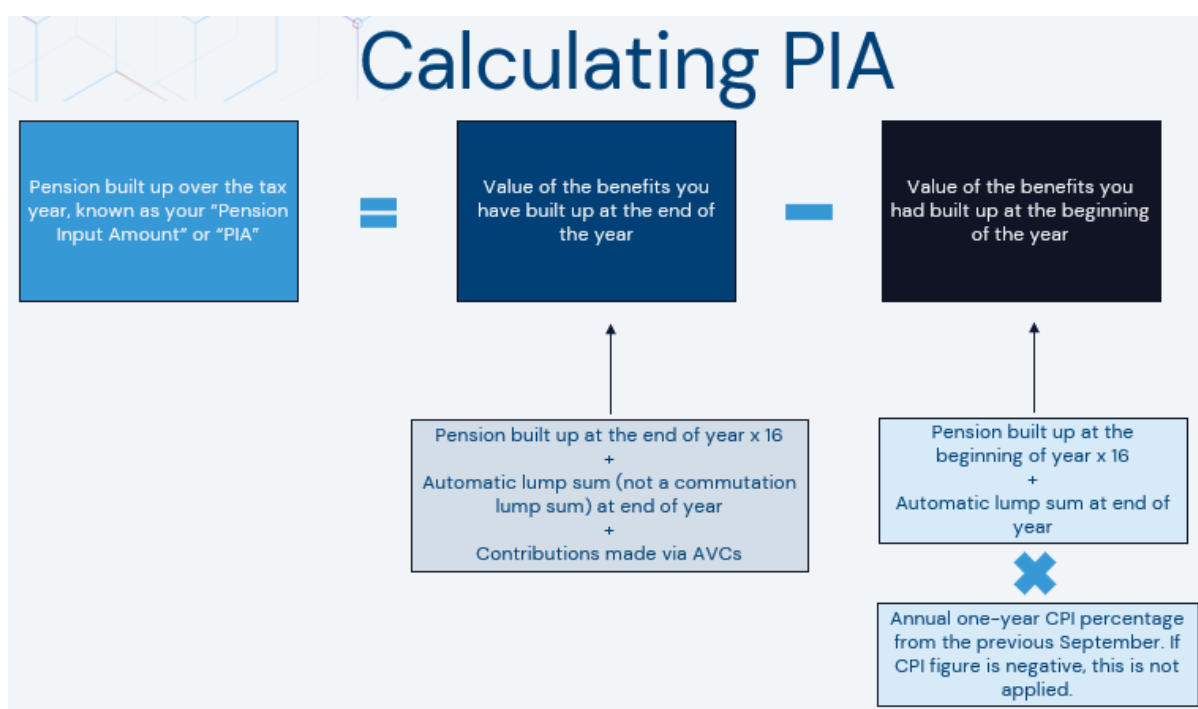 Calculating PIA
Pension built up over the tax
year, known as your “Pension
Input Amount” or “PIA”
=
Value of the benefits you
have built up at the end of
the year
-
Value of the benefits you
had built up at the beginning
of the year
Pension built up at the end of year x 16
+
Automatic lump sum (not a commutation
lump sum) at end of year
+
Contributions made via AVCs
Pension built up at the
beginning of year x 16
+
Automatic lump sum at end of
year
×
Annual one-year CPI percentage
from the previous September. If
CPI figure is negative, this is not
applied.